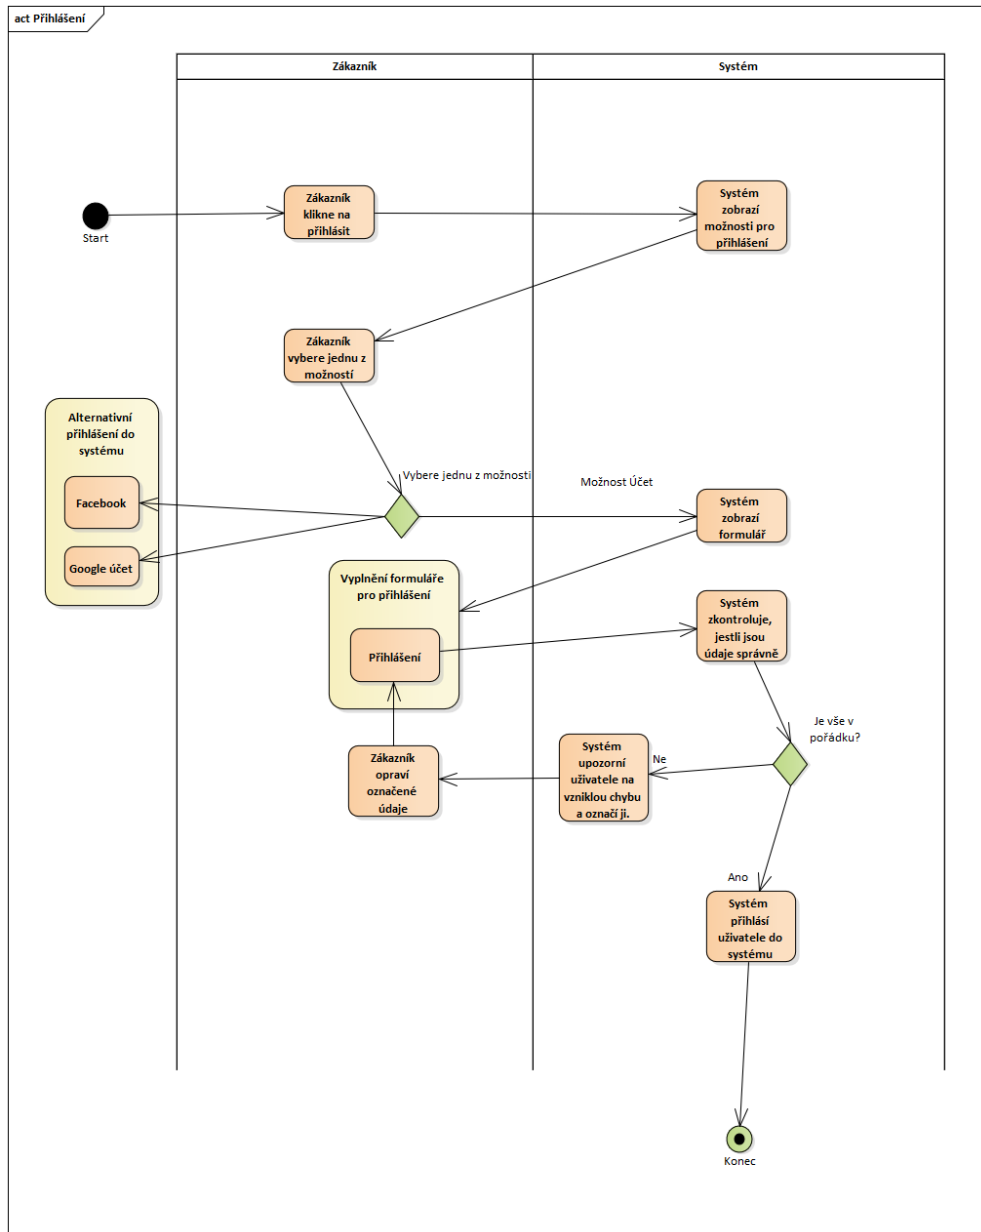 act Přihlášení
Zákazník
Systém
Zákazník
klikne na
přihlásit
Systém
zobrazí
možnosti pro
přihlášení
Start
Zákazník
vybere jednu z
možností
Alternativní
přihlášení do
systému
Facebook
Google účet
Vybere jednu z možnosti
Možnost Účet
Systém
zobrazí
formulář
Vyplnění formuláře
pro přihlášení
Přihlášení
Systém
zkontroluje,
jestli jsou
údaje správně
Je vše v
pořádku?
Zákazník
opraví
označené
údaje
Systém
upozorní
uživatele na
vzniklou chybu
a označí ji.
Ne
Ano
Systém
přihlásí
uživatele do
systému
Konec